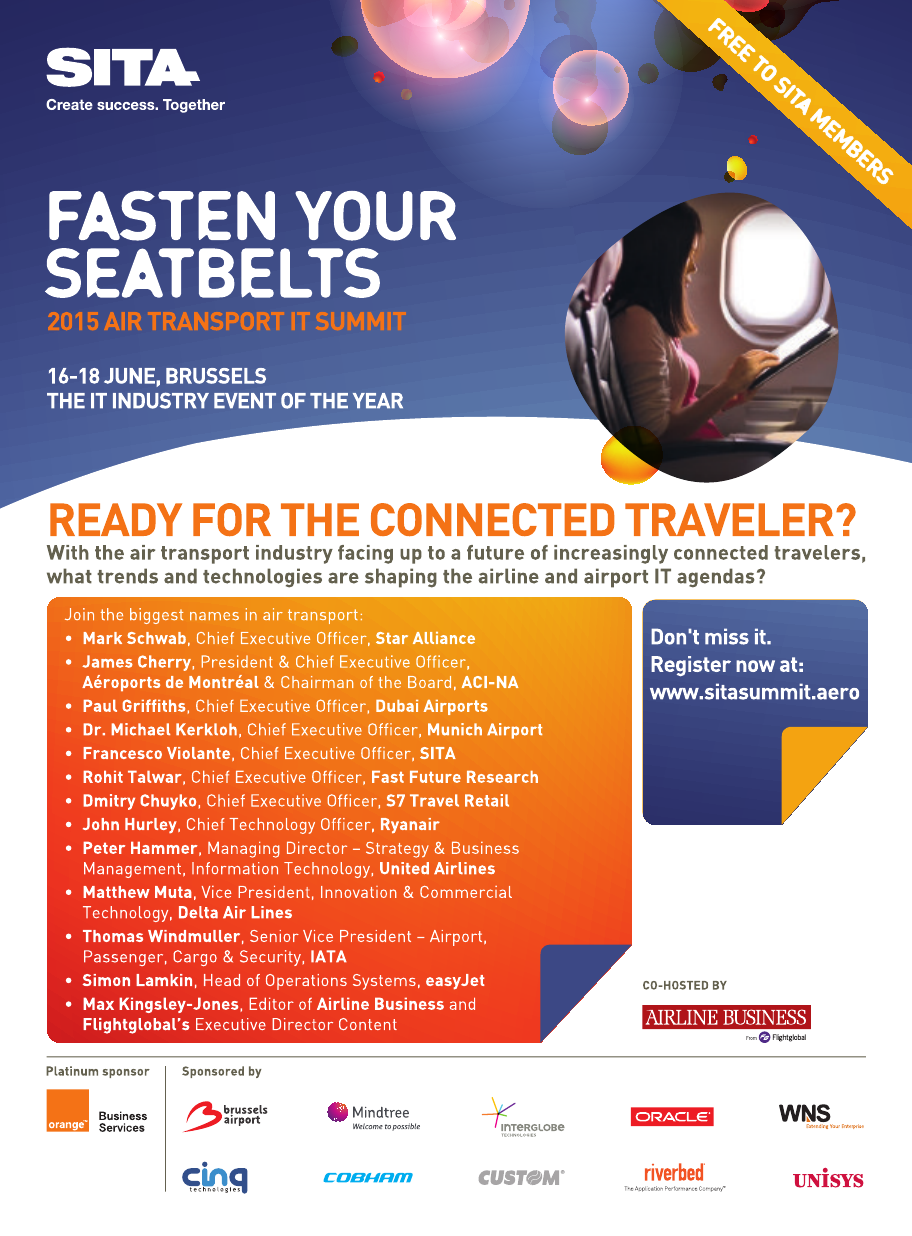 SITA
Create success. Together
FREE TO SITA MEMBERS
FASTEN YOUR
SEATBELTS
2015 AIR TRANSPORT IT SUMMIT
16-18 JUNE, BRUSSELS
THE IT INDUSTRY EVENT OF THE YEAR
READY FOR THE CONNECTED TRAVELER?
With the air transport industry facing up to a future of increasingly connected travelers,
what trends and technologies are shaping the airline and airport IT agendas?
Join the biggest names in air transport:
• Mark Schwab, Chief Executive Officer, Star Alliance
• James Cherry, President & Chief Executive Officer,
Aéroports de Montréal & Chairman of the Board, ACI-NA
• Paul Griffiths, Chief Executive Officer, Dubai Airports
• Dr. Michael Kerkloh, Chief Executive Officer, Munich Airport
• Francesco Violante, Chief Executive Officer, SITA
• Rohit Talwar, Chief Executive Officer, Fast Future Research
• Dmitry Chuyko, Chief Executive Officer, S7 Travel Retail
• John Hurley, Chief Technology Officer, Ryanair
• Peter Hammer, Managing Director – Strategy & Business
Management, Information Technology, United Airlines
• Matthew Muta, Vice President, Innovation & Commercial
Technology, Delta Air Lines
• Thomas Windmuller, Senior Vice President – Airport,
Passenger, Cargo & Security, IATA
• Simon Lamkin, Head of Operations Systems, easyJet
• Max Kingsley-Jones, Editor of Airline Business and
Flightglobal's Executive Director Content
Don't miss it.
Register now at:
www.sitasummit.aero
CO-HOSTED BY
AIRLINE BUSINESS
From Flightglobal
Platinum sponsor
orange™
Business
Services
Sponsored by
brussels
airport
Mindtree
Welcome to possible
INTERGLOBE
TECHNOLOGIES
ORACLE®
WNS
Extending Your Enterprise
cinq
technologies
COBHAM
CUSTOM®
riverbed
The Application Performance Company™
UNISYS